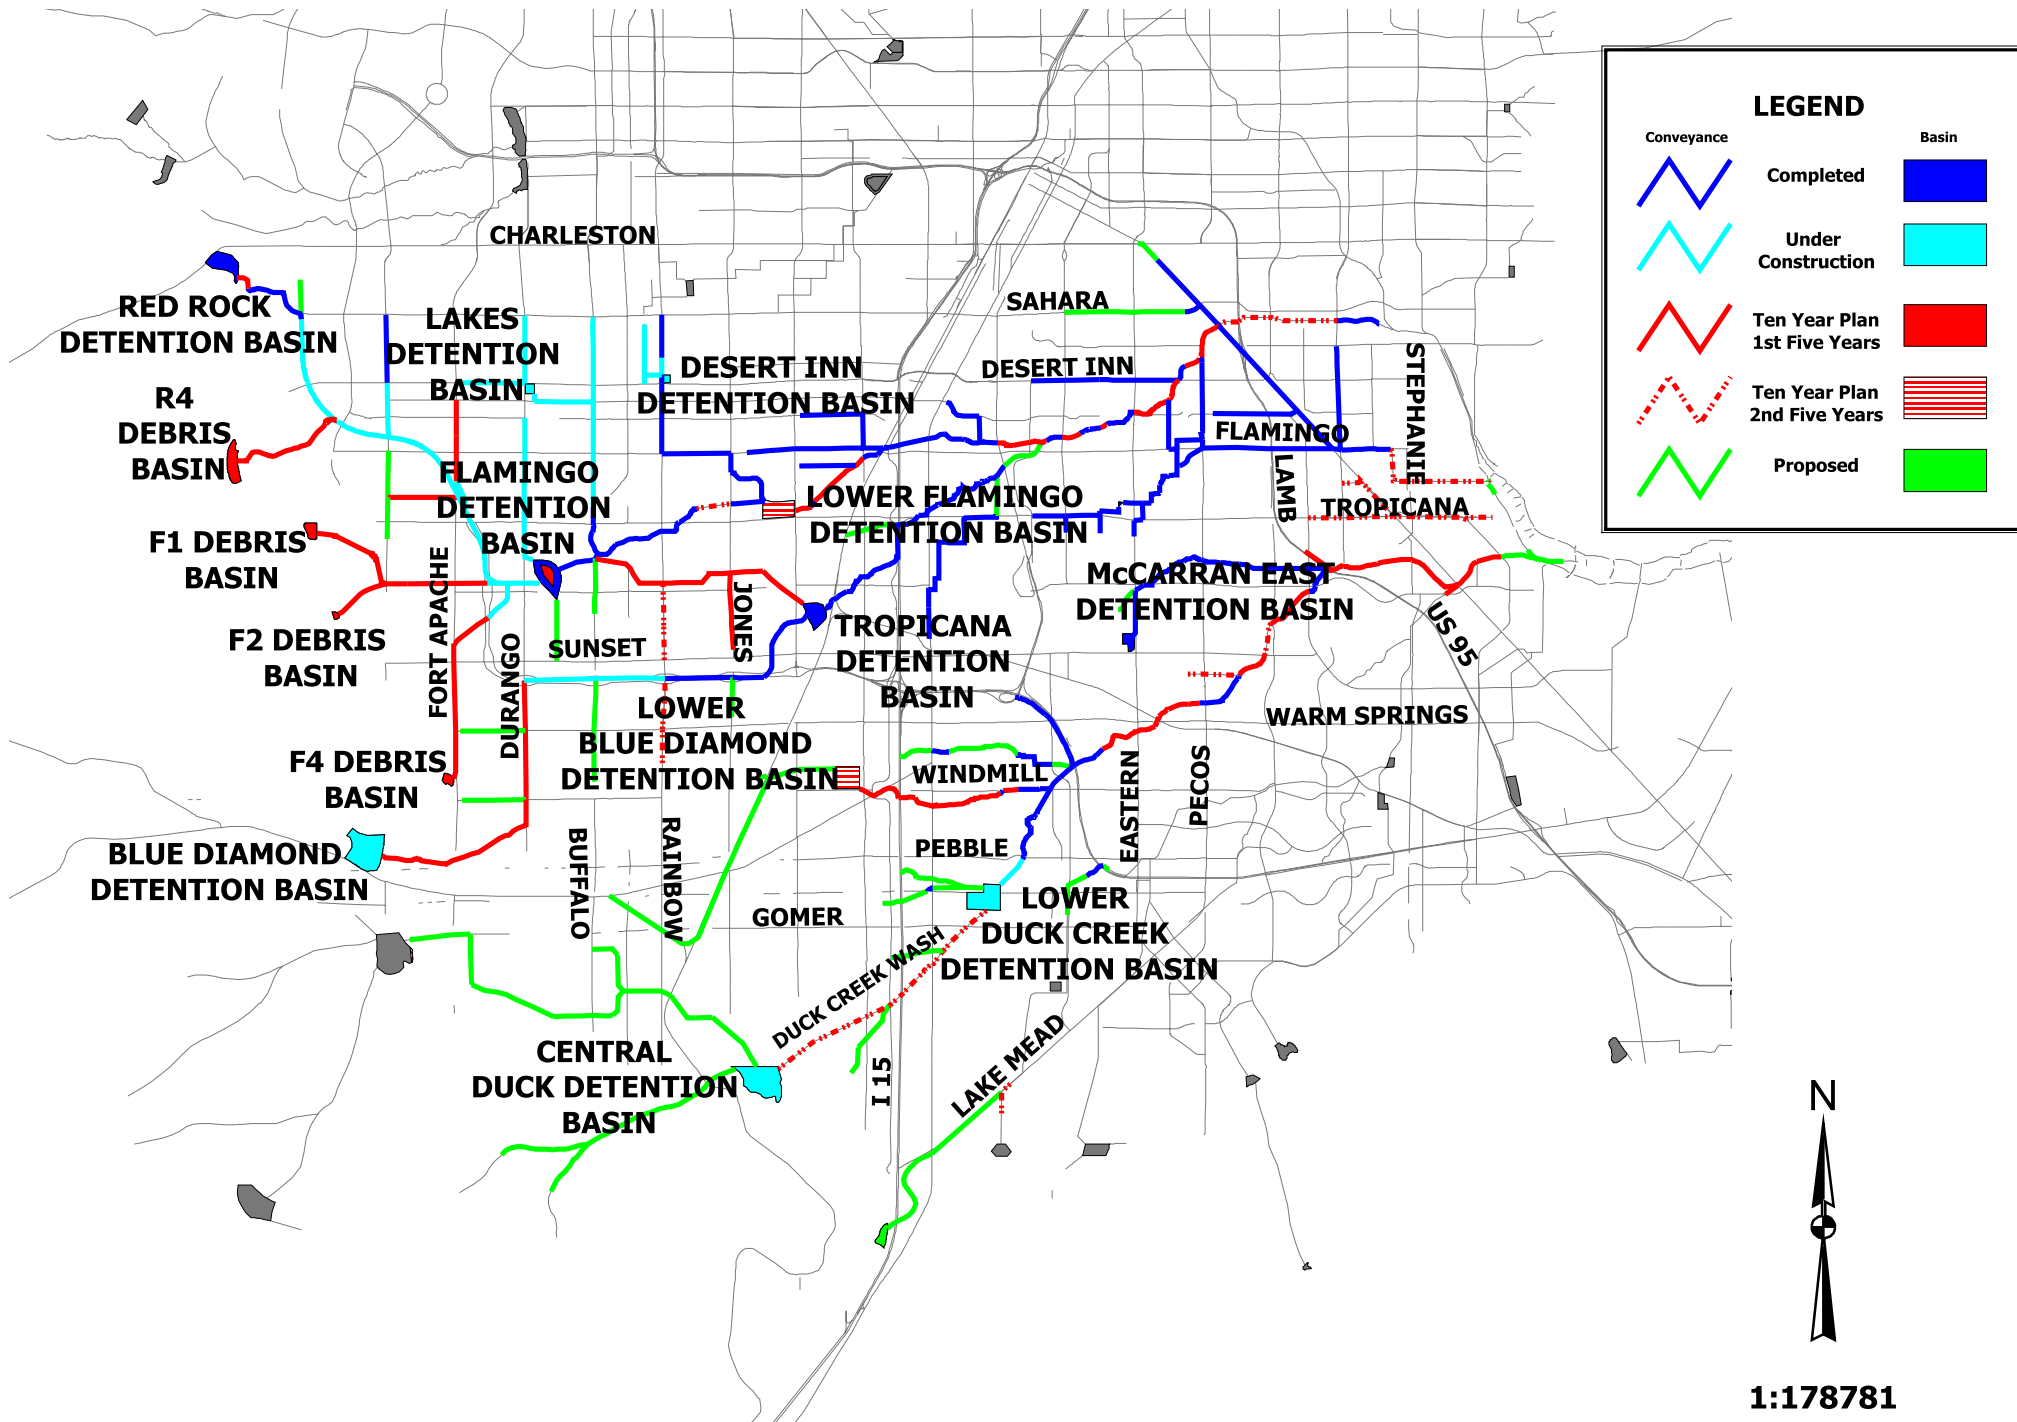 LEGEND
Conveyance
Basin
Completed
Under
Construction
Ten Year Plan
1st Five Years
Ten Year Plan
2nd Five Years
Proposed
CHARLESTON
RED ROCK
DETENTION BASIN
LAKES
DETENTION
BASIN
SAHARA
DESERT INN
DETENTION BASIN
DESERT INN
STEPHANIE
R4
DEBRIS
BASIN
FLAMINGO
FLAMINGO
DETENTION
BASIN
LOWER FLAMINGO
DETENTION BASIN
LAMB
TROPICANA
F1 DEBRIS
BASIN
FORT APACHE
McCARRAN EAST
DETENTION BASIN
F2 DEBRIS
BASIN
DURANGO
SUNSET
JONES
TROPICANA
DETENTION
BASIN
US 95
LOWER
BLUE DIAMOND
DETENTION BASIN
WARM SPRINGS
F4 DEBRIS
BASIN
WINDMILL
EASTERN
PECOS
BLUE DIAMOND
DETENTION BASIN
BUFFALO
RAINBOW
PEBBLE
GOMER
LOWER
DUCK CREEK
DETENTION BASIN
DUCK CREEK WASH
CENTRAL
DUCK DETENTION
BASIN
I 15
LAKE MEAD
N
1:178781